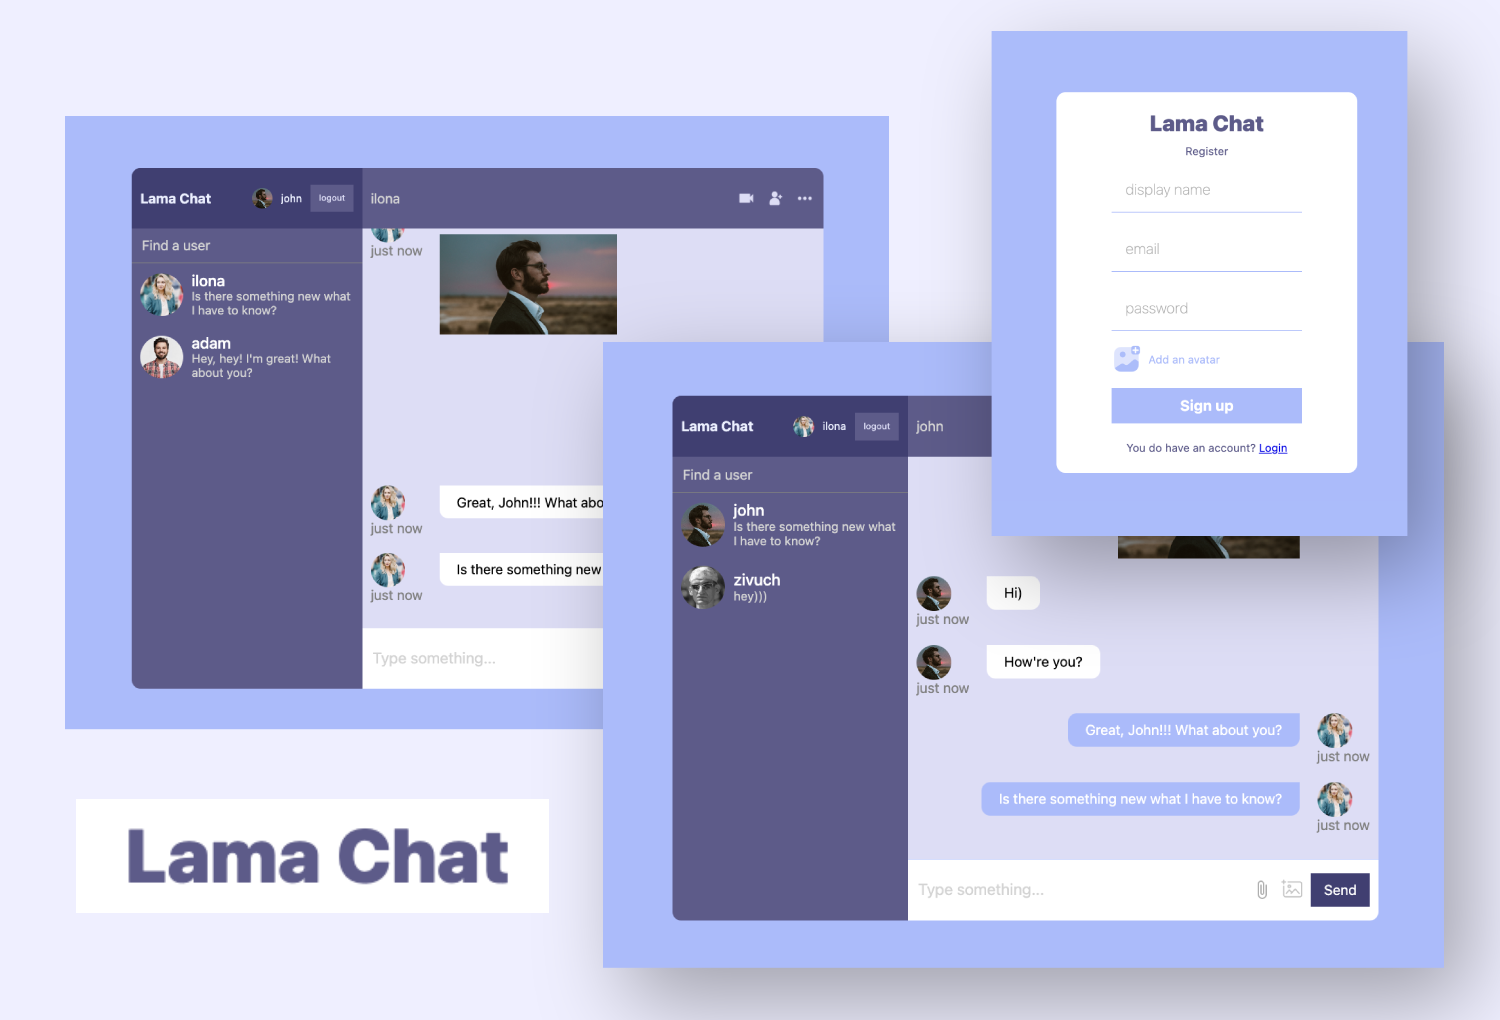 Lama Chat
john
logout
ilona
Find a user
ilona
Is there something new what
I have to know?
adam
Hey, hey! I'm great! What
about you?
just now
Great, John!!! What abo
just now
Is there something new
just now
Type something...
Lama Chat
Register
display name
email
password
Add an avatar
Sign up
You do have an account? Login
Lama Chat
ilona
logout
john
Find a user
john
Is there something new what
I have to know?
zivuch
hey)))
Hi)
just now
How're you?
just now
Great, John!!! What about you?
just now
Is there something new what I have to know?
just now
Type something...
Send
Lama Chat